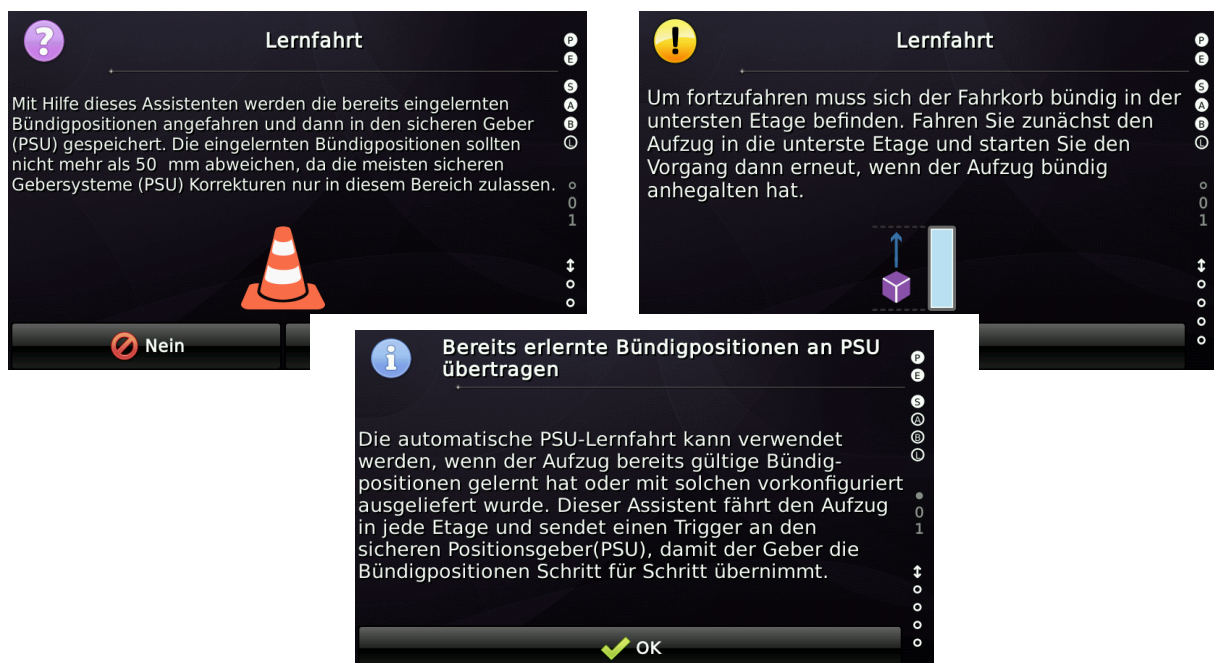 Lernfahrt
Mit Hilfe dieses Assistenten werden die bereits eingelernten
Bündigpositionen angefahren und dann in den sicheren Geber
(PSU) gespeichert. Die eingelernten Bündigpositionen sollten
nicht mehr als 50  mm abweichen, da die meisten sicheren
Gebersysteme (PSU) Korrekturen nur in diesem Bereich zulassen.
Nein
P
E
S
A
B
L
0
1
Lernfahrt
Um fortzufahren muss sich der Fahrkorb bündig in der
untersten Etage befinden. Fahren Sie zunächst den
Aufzug in die unterste Etage und starten Sie den
Vorgang dann erneut, wenn der Aufzug bündig
anhegalten hat.
P
E
S
A
B
L
0
1
Bereits erlernte Bündigpositionen an PSU
übertragen
Die automatische PSU-Lernfahrt kann verwendet
werden, wenn der Aufzug bereits gültige Bündig-
positionen gelernt hat oder mit solchen vorkonfiguriert
ausgeliefert wurde. Dieser Assistent fährt den Aufzug
in jede Etage und sendet einen Trigger an den
sicheren Positionsgeber(PSU), damit der Geber die
Bündigpositionen Schritt für Schritt übernimmt.
OK
P
E
S
A
B
L
0
1